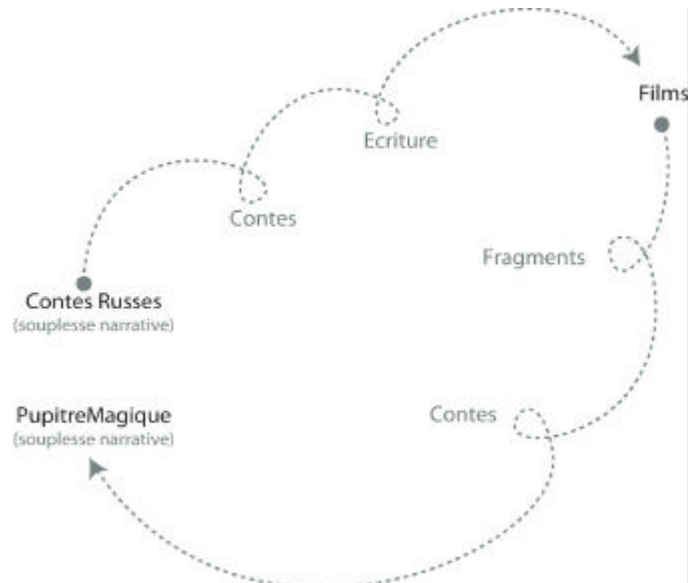 Films
Ecriture
Contes
Fragments
Contes Russes
(souplesse narrative)
PupitreMagique
(souplesse narrative)
Contes